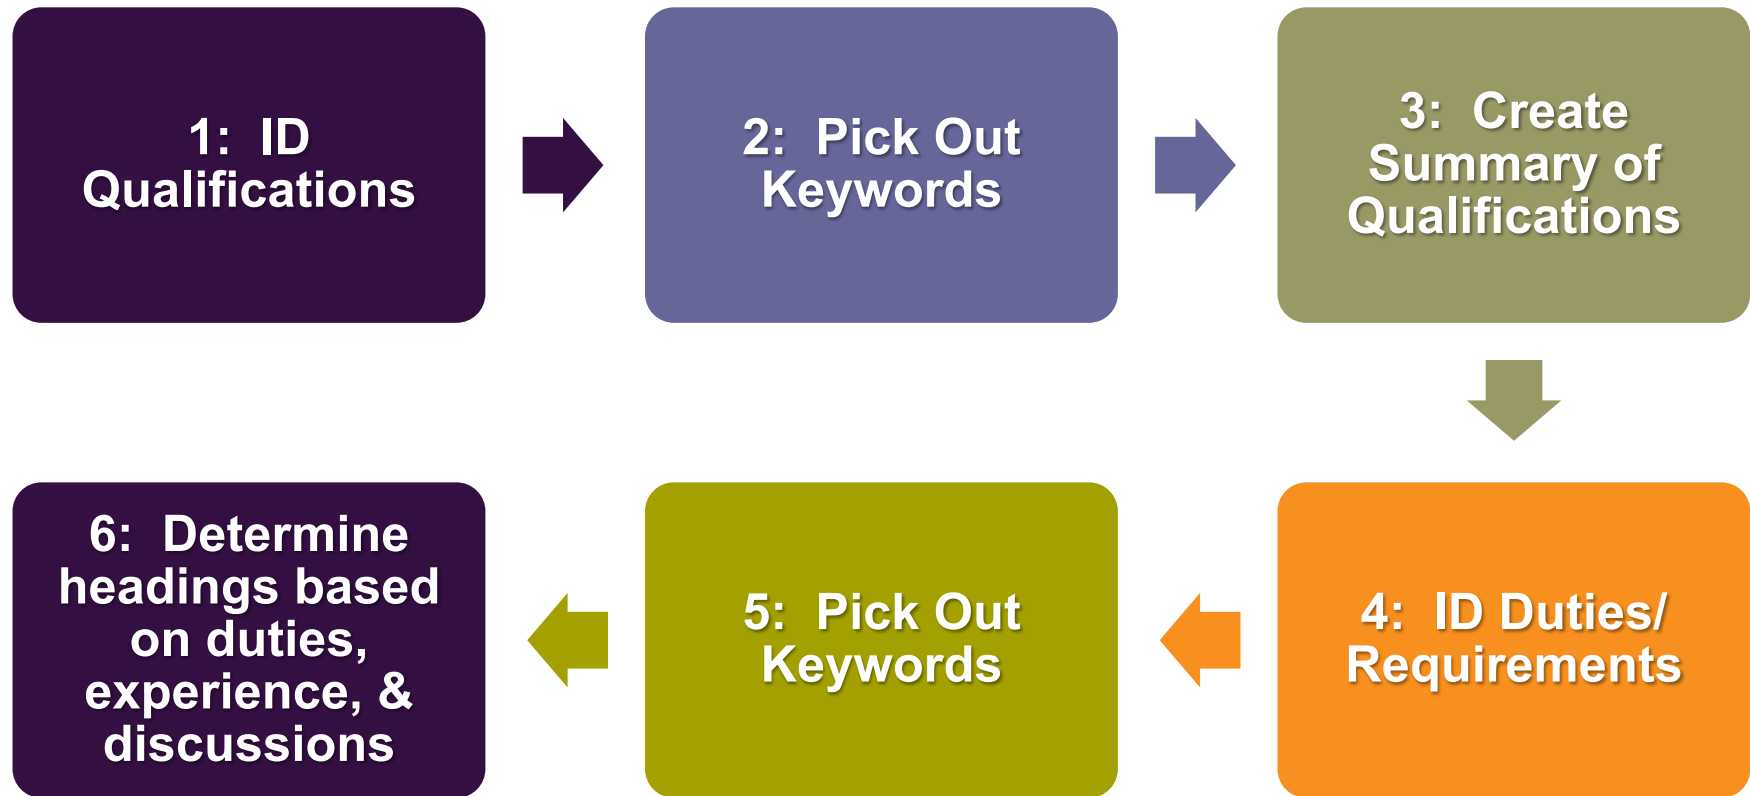 1:  ID
Qualifications
2:  Pick Out
Keywords
3:  Create
Summary of
Qualifications
4:  ID Duties/
Requirements
5:  Pick Out
Keywords
6:  Determine
headings based
on duties,
experience, &
discussions